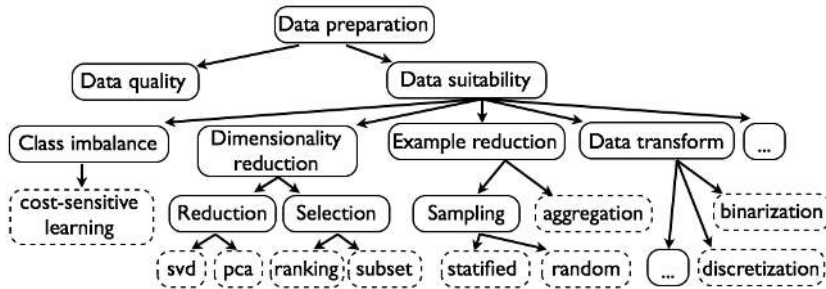 Data preparation
Data quality
Data suitability
Class imbalance
Dimensionality
reduction
Example reduction
Data transform
...
cost-sensitive
learning
Reduction
Selection
Sampling
aggregation
binarization
svd
pca
ranking
subset
statified
random
...
discretization